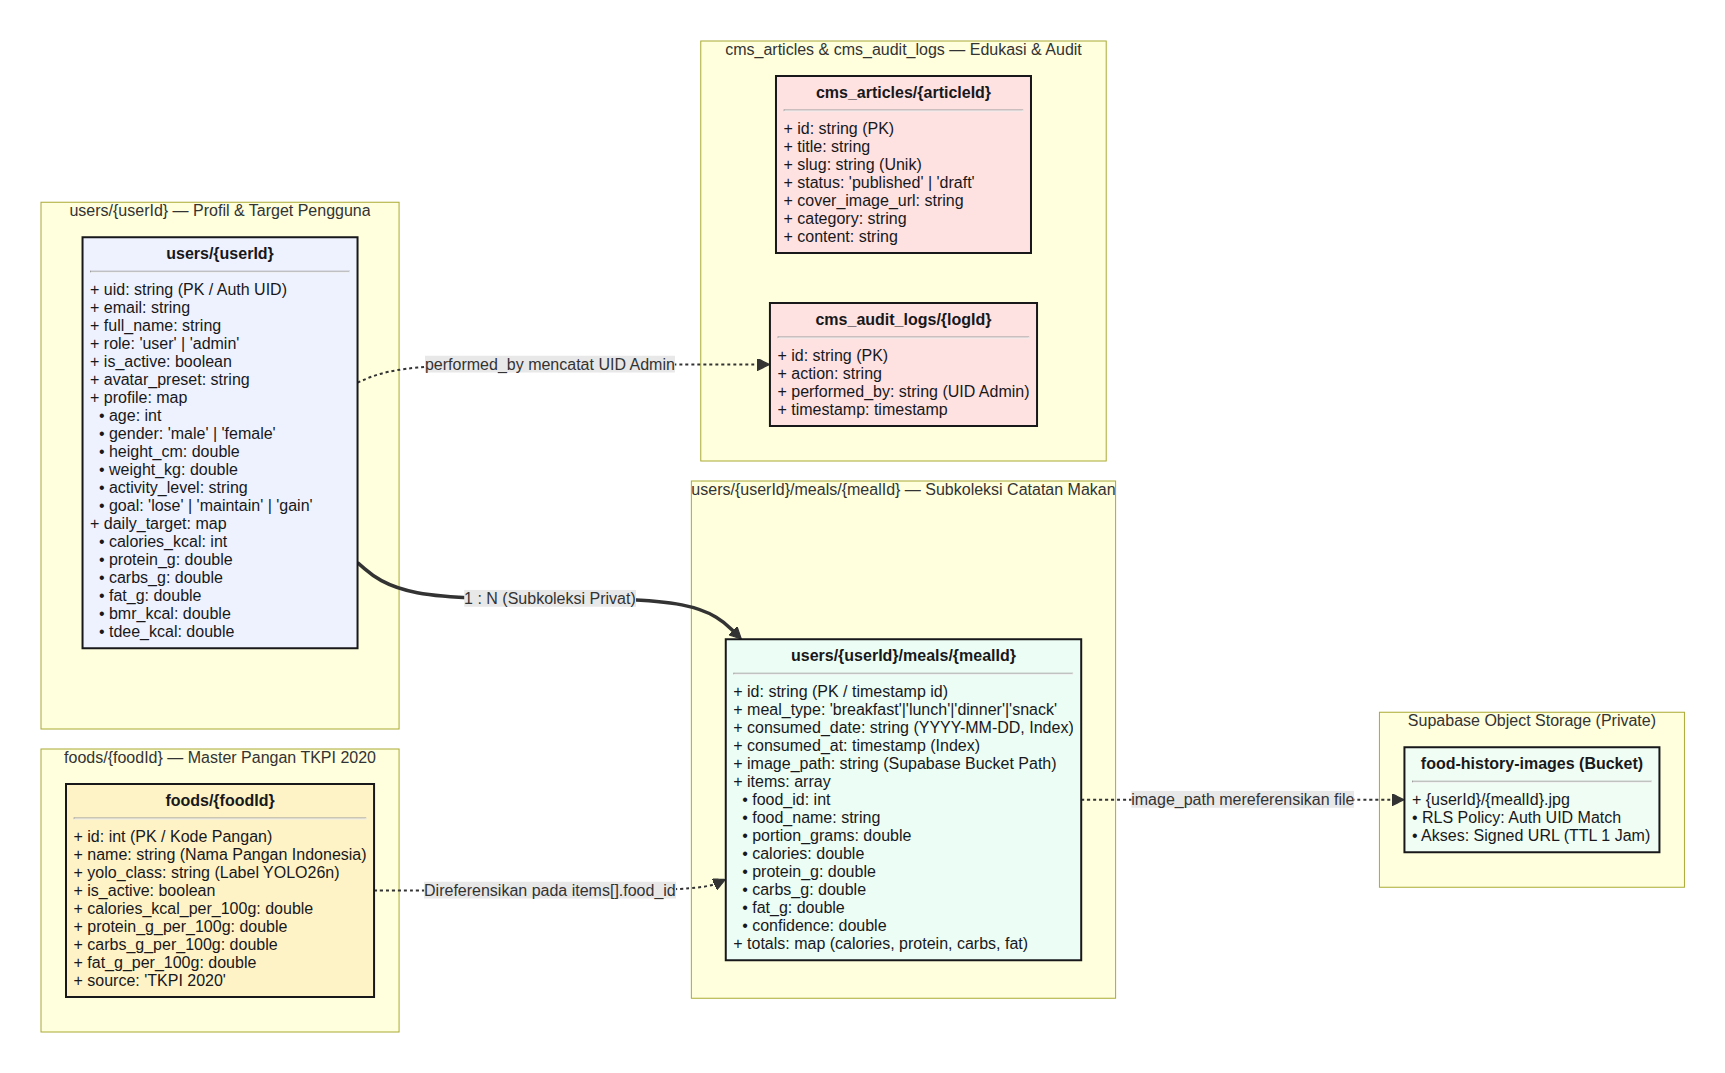 cms_articles & cms_audit_logs — Edukasi & Audit
cms_articles/{articleId}
+ id: string (PK)
+ title: string
+ slug: string (Unik)
+ status: 'published' | 'draft'
+ cover_image_url: string
+ category: string
+ content: string
cms_audit_logs/{logId}
+ id: string (PK)
+ action: string
+ performed_by: string (UID Admin)
+ timestamp: timestamp
users/{userId} — Profil & Target Pengguna
users/{userId}
+ uid: string (PK / Auth UID)
+ email: string
+ full_name: string
+ role: 'user' | 'admin'
+ is_active: boolean
+ avatar_preset: string
+ profile: map
• age: int
• gender: 'male' | 'female'
• height_cm: double
• weight_kg: double
• activity_level: string
• goal: 'lose' | 'maintain' | 'gain'
+ daily_target: map
• calories_kcal: int
• protein_g: double
• carbs_g: double
• fat_g: double
• bmr_kcal: double
• tdee_kcal: double
performed_by mencatat UID Admin
1 : N (Subkoleksi Privat)
users/{userId}/meals/{mealId} — Subkoleksi Catatan Makan
users/{userId}/meals/{mealId}
+ id: string (PK / timestamp id)
+ meal_type: 'breakfast'|'lunch'|'dinner'|'snack'
+ consumed_date: string (YYYY-MM-DD, Index)
+ consumed_at: timestamp (Index)
+ image_path: string (Supabase Bucket Path)
+ items: array
• food_id: int
• food_name: string
• portion_grams: double
• calories: double
• protein_g: double
• carbs_g: double
• fat_g: double
• confidence: double
+ totals: map (calories, protein, carbs, fat)
foods/{foodId} — Master Pangan TKPI 2020
foods/{foodId}
+ id: int (PK / Kode Pangan)
+ name: string (Nama Pangan Indonesia)
+ yolo_class: string (Label YOLO26n)
+ is_active: boolean
+ calories_kcal_per_100g: double
+ protein_g_per_100g: double
+ carbs_g_per_100g: double
+ fat_g_per_100g: double
+ source: 'TKPI 2020'
Direferensikan pada items[].food_id
image_path mereferensikan file
Supabase Object Storage (Private)
food-history-images (Bucket)
+ {userId}/{mealId}.jpg
• RLS Policy: Auth UID Match
• Akses: Signed URL (TTL 1 Jam)